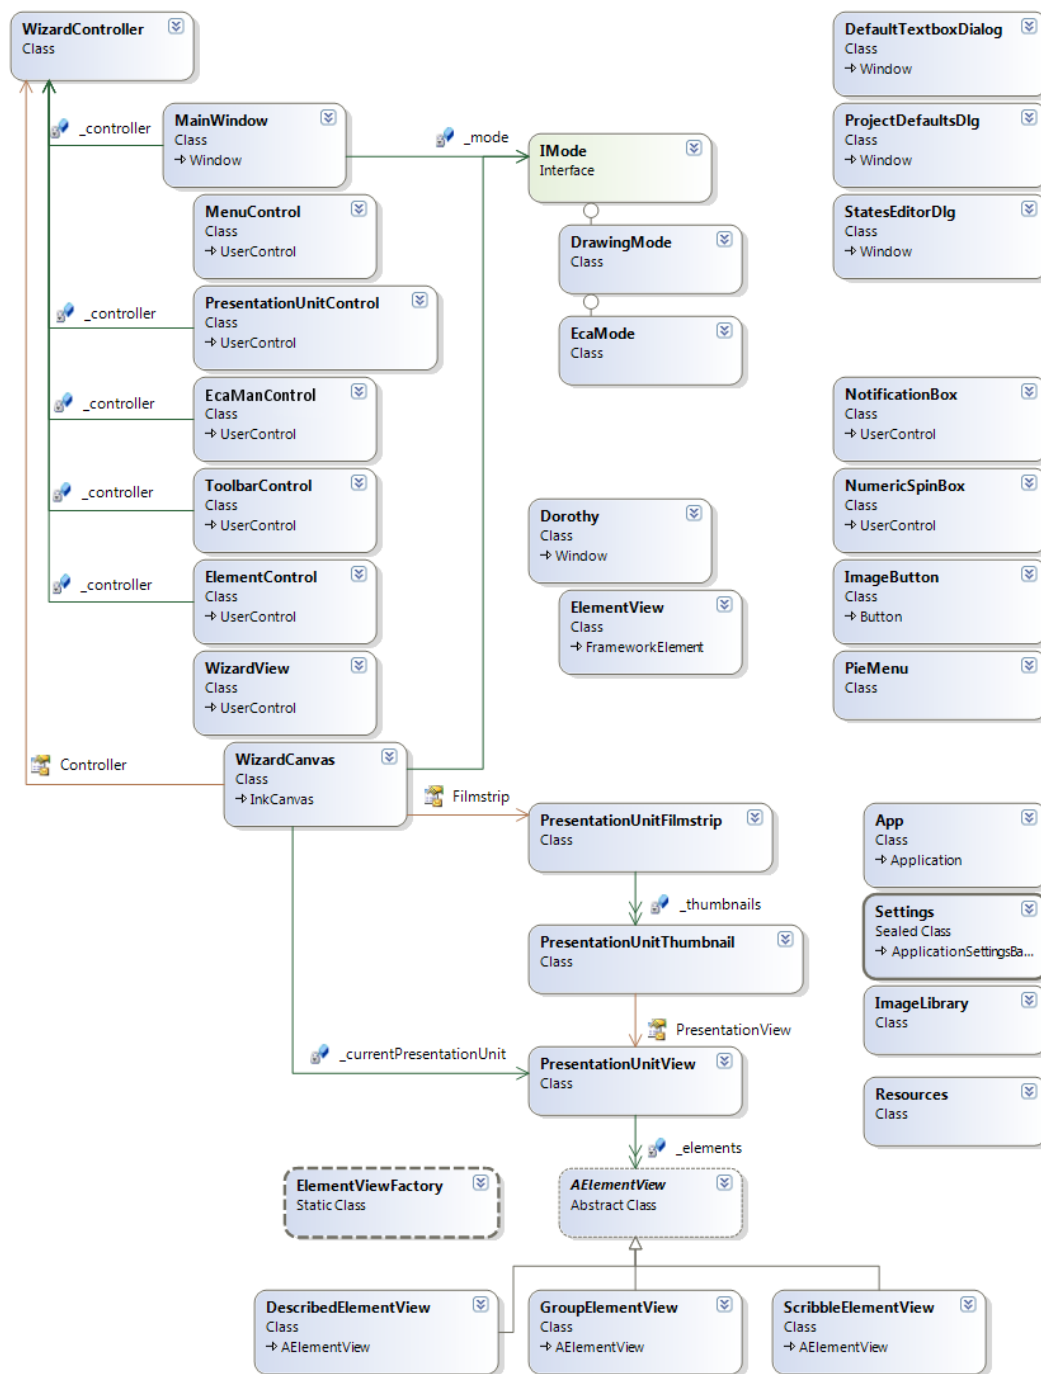 WizardController
Class
_controller
MainWindow
Class
Window
_mode
IMode
Interface
MenuControl
Class
UserControl
DrawingMode
Class
_controller
PresentationUnitControl
Class
UserControl
EcaMode
Class
_controller
EcaManControl
Class
UserControl
_controller
ToolbarControl
Class
UserControl
Dorothy
Class
Window
_controller
ElementControl
Class
UserControl
ElementView
Class
FrameworkElement
WizardView
Class
UserControl
Controller
WizardCanvas
Class
InkCanvas
Filmstrip
PresentationUnitFilmstrip
Class
_thumbnails
PresentationUnitThumbnail
Class
PresentationView
_currentPresentationUnit
PresentationUnitView
Class
_elements
ElementViewFactory
Static Class
AElementView
Abstract Class
DescribedElementView
Class
AElementView
GroupElementView
Class
AElementView
ScribbleElementView
Class
AElementView
DefaultTextboxDialog
Class
Window
ProjectDefaultsDlg
Class
Window
StatesEditorDlg
Class
Window
NotificationBox
Class
UserControl
NumericSpinBox
Class
UserControl
ImageButton
Class
Button
PieMenu
Class
App
Class
Application
Settings
Sealed Class
ApplicationSettingsBa...
ImageLibrary
Class
Resources
Class